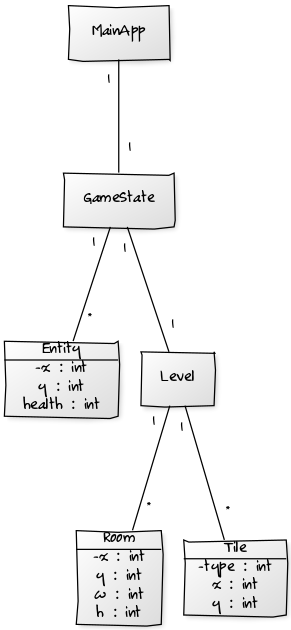 MainApp
1
1
GameState
1
1
*
1
Entity
-x : int
y : int
health : int
Level
1
1
*
*
Room
-x : int
y : int
w : int
h : int
Tile
-type : int
x : int
y : int